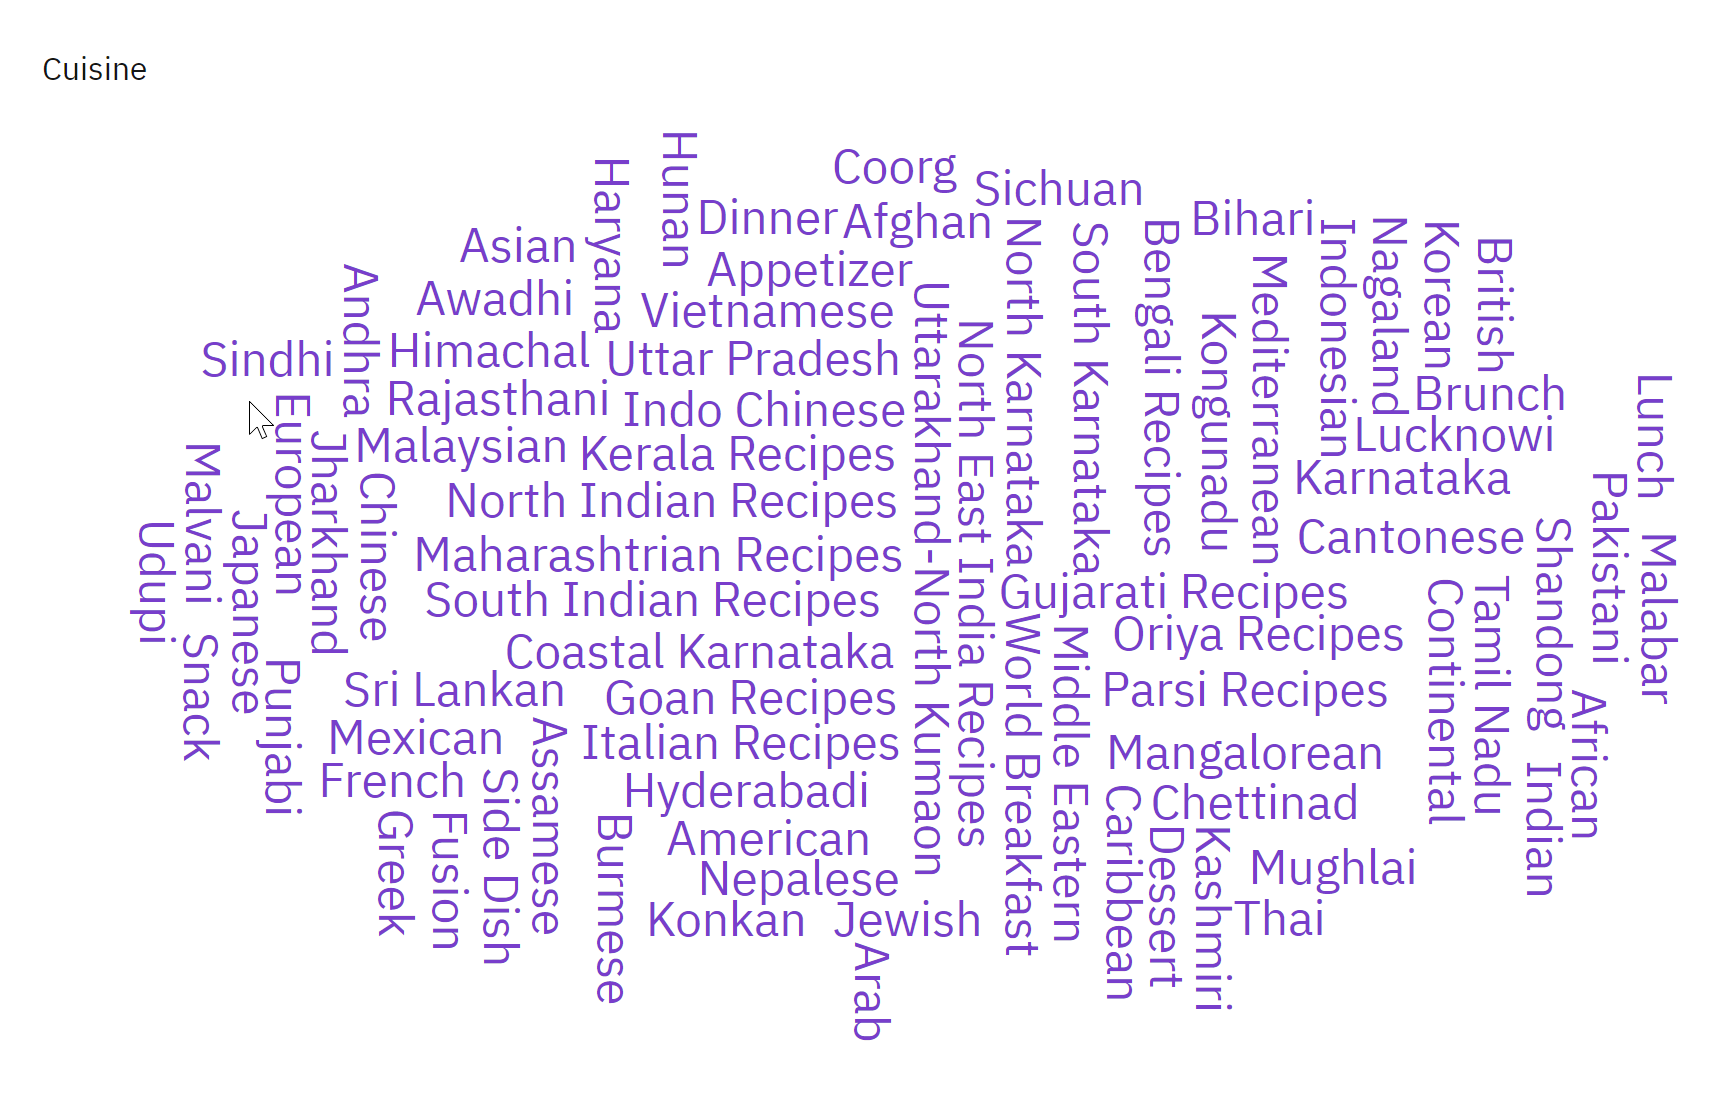 Cuisine
Hunan
Haryana
Coorg
Sichuan
Dinner
Afghan
Bihari
Asian
Appetizer
Awadhi
Vietnamese
Andhra
Himachal
Uttar Pradesh
Sindhi
Rajasthani
Indo Chinese
Uttarakhand-North Kumaon
North East India Recipes
North Karnataka
South Karnataka
Bengali Recipes
Kongunadu
Mediterranean
Indonesian
Nagaland
Korean
British
Brunch
Lunch
European
Jharkhand
Malaysian
Kerala Recipes
Lucknowi
Malvani
Chinese
North Indian Recipes
Karnataka
Pakistani
Udupi
Japanese
Maharashtrian Recipes
Cantonese
Shandong
Malabar
South Indian Recipes
Gujarati Recipes
Continental
Tamil Nadu
Snack
Punjabi
Coastal Karnataka
World Breakfast
Middle Eastern
Oriya Recipes
Sri Lankan
Goan Recipes
Parsi Recipes
African
Mexican
Assamese
Italian Recipes
Mangalorean
Indian
French
Side Dish
Hyderabadi
Caribbean
Chettinad
Greek
Fusion
Burmese
American
Dessert
Kashmiri
Mughlai
Nepalese
Konkan
Jewish
Thai
Arab